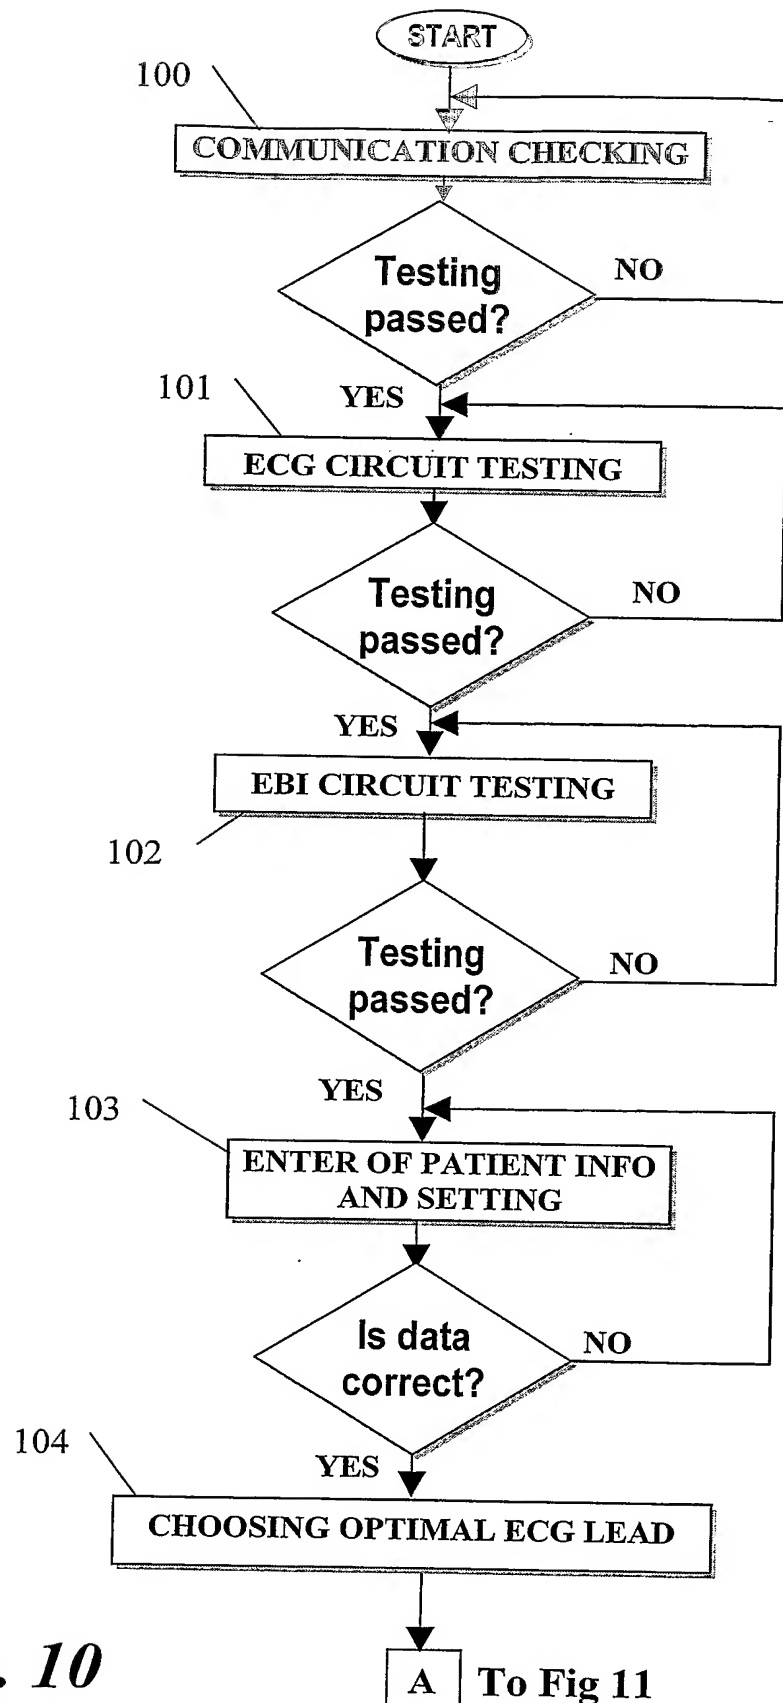 START
100
COMMUNICATION CHECKING
Testing
passed?
NO
YES
101
ECG CIRCUIT TESTING
Testing
passed?
NO
YES
EBI CIRCUIT TESTING
102
Testing
passed?
NO
YES
103
ENTER OF PATIENT INFO
AND SETTING
Is data
correct?
NO
YES
104
CHOOSING OPTIMAL ECG LEAD
. 10
A To Fig 11